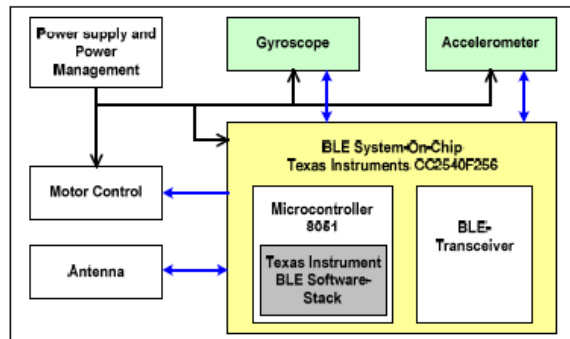 Power supply and
Power
Management
Gyroscope
Accelerometer
BLE System-On-Chip
Texas Instruments CC2540F256
Motor Control
Microcontroller
8051
BLE-
Transceiver
Antenna
Texas Instrument
BLE Software-
Stack